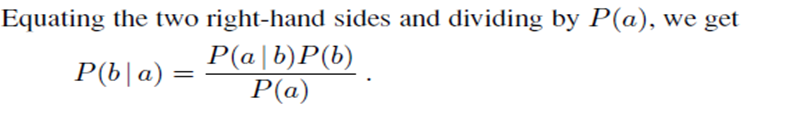 Equating the two right-hand sides and dividing by P(a), we get
P(b | a) = P(a | b)P(b) / P(a) .